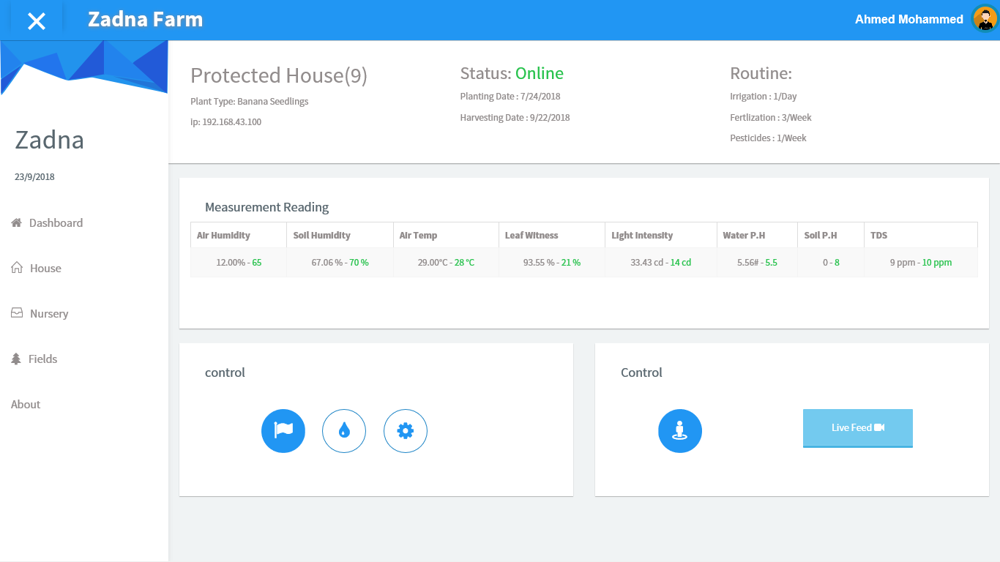 Zadna Farm
Ahmed Mohammed
Zadna
23/9/2018
Dashboard
House
Nursery
Fields
About
Protected House(9)
Plant Type: Banana Seedlings
ip: 192.168.43.100
Status: Online
Planting Date : 7/24/2018
Harvesting Date : 9/22/2018
Routine:
Irrigation : 1/Day
Fertlization : 3/Week
Pesticides : 1/Week
Measurement Reading
Air Humidity Soil Humidity Air Temp Leaf Witness Light Intensity Water P.H Soil P.H TDS
12.00% - 65 67.06 % - 70 % 29.00°C - 28 °C 93.55 % - 21 % 33.43 cd - 14 cd 5.56# - 5.5 0 - 8 9 ppm - 10 ppm
control
Control
Live Feed